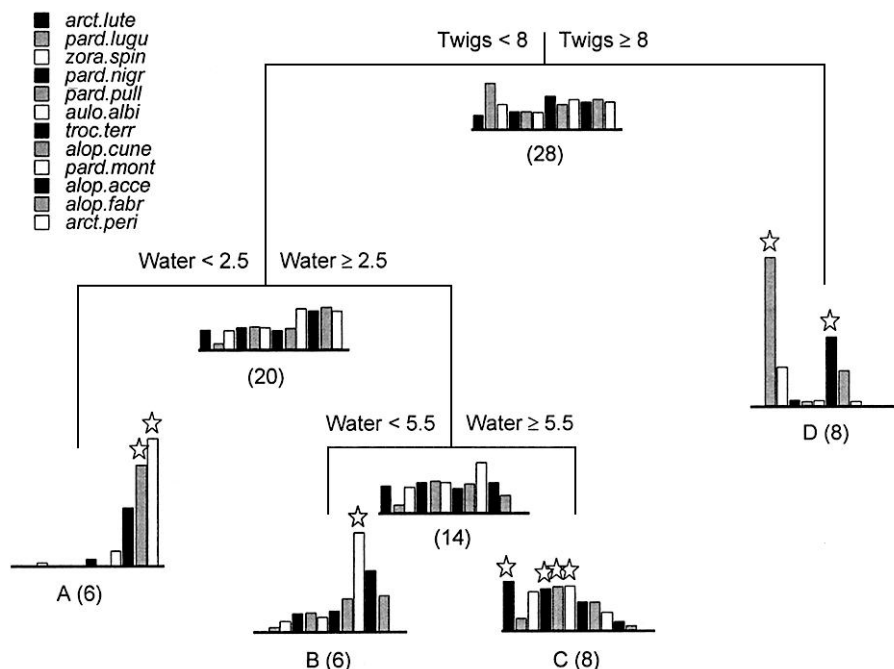 arct.lute
pard.lugu
zora.spin
pard.nigr
pard.pull
aulo.albi
troc.terr
alop.cune
pard.mont
alop.acce
alop.fabr
arct.peri
Twigs < 8 Twigs ≥ 8
(28)
Water < 2.5 Water ≥ 2.5
(20)
Water < 5.5 Water ≥ 5.5
(14)
D (8)
A (6)
B (6)
C (8)